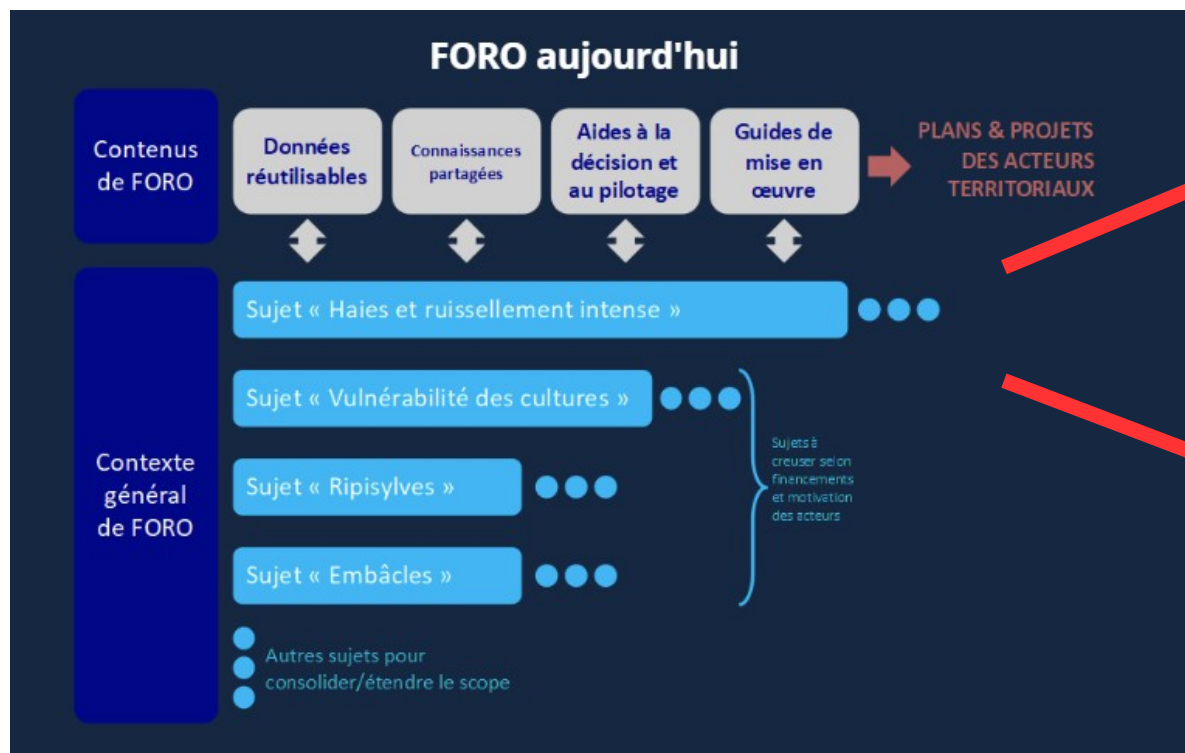 FORO aujourd'hui
Contenus
de FORO
Données
réutilisables
Connaissances
partagées
Aides à la
décision et
au pilotage
Guides de
mise en
œuvre
PLANS & PROJETS
DES ACTEURS
TERRITORIAUX
Contexte
général
de FORO
Sujet « Haies et ruissellement intense »
Sujet « Vulnérabilité des cultures »
Sujet « Ripisylves »
Sujet « Embâcles »
Sujets à
creuser selon
financements
et motivation
des acteurs
Autres sujets pour
consolider/étendre le scope